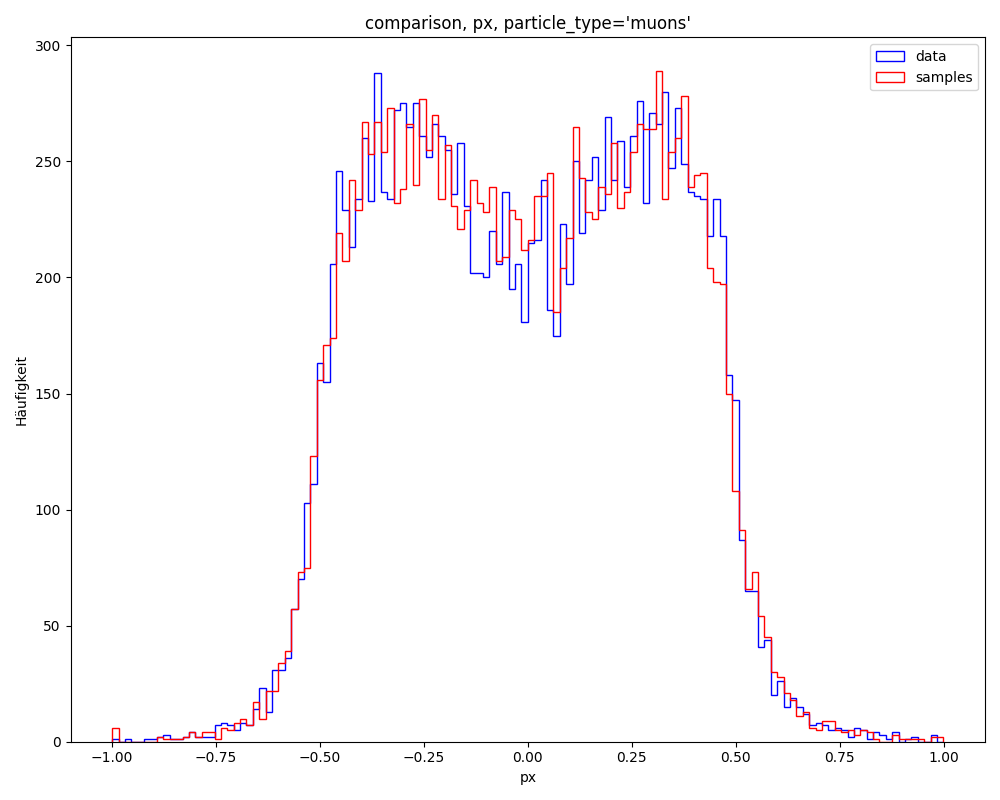 comparison, px, particle_type='muons'
data
samples
Häufigkeit
300
250
200
150
100
50
0
−1.00 −0.75 −0.50 −0.25 0.00 0.25 0.50 0.75 1.00
px